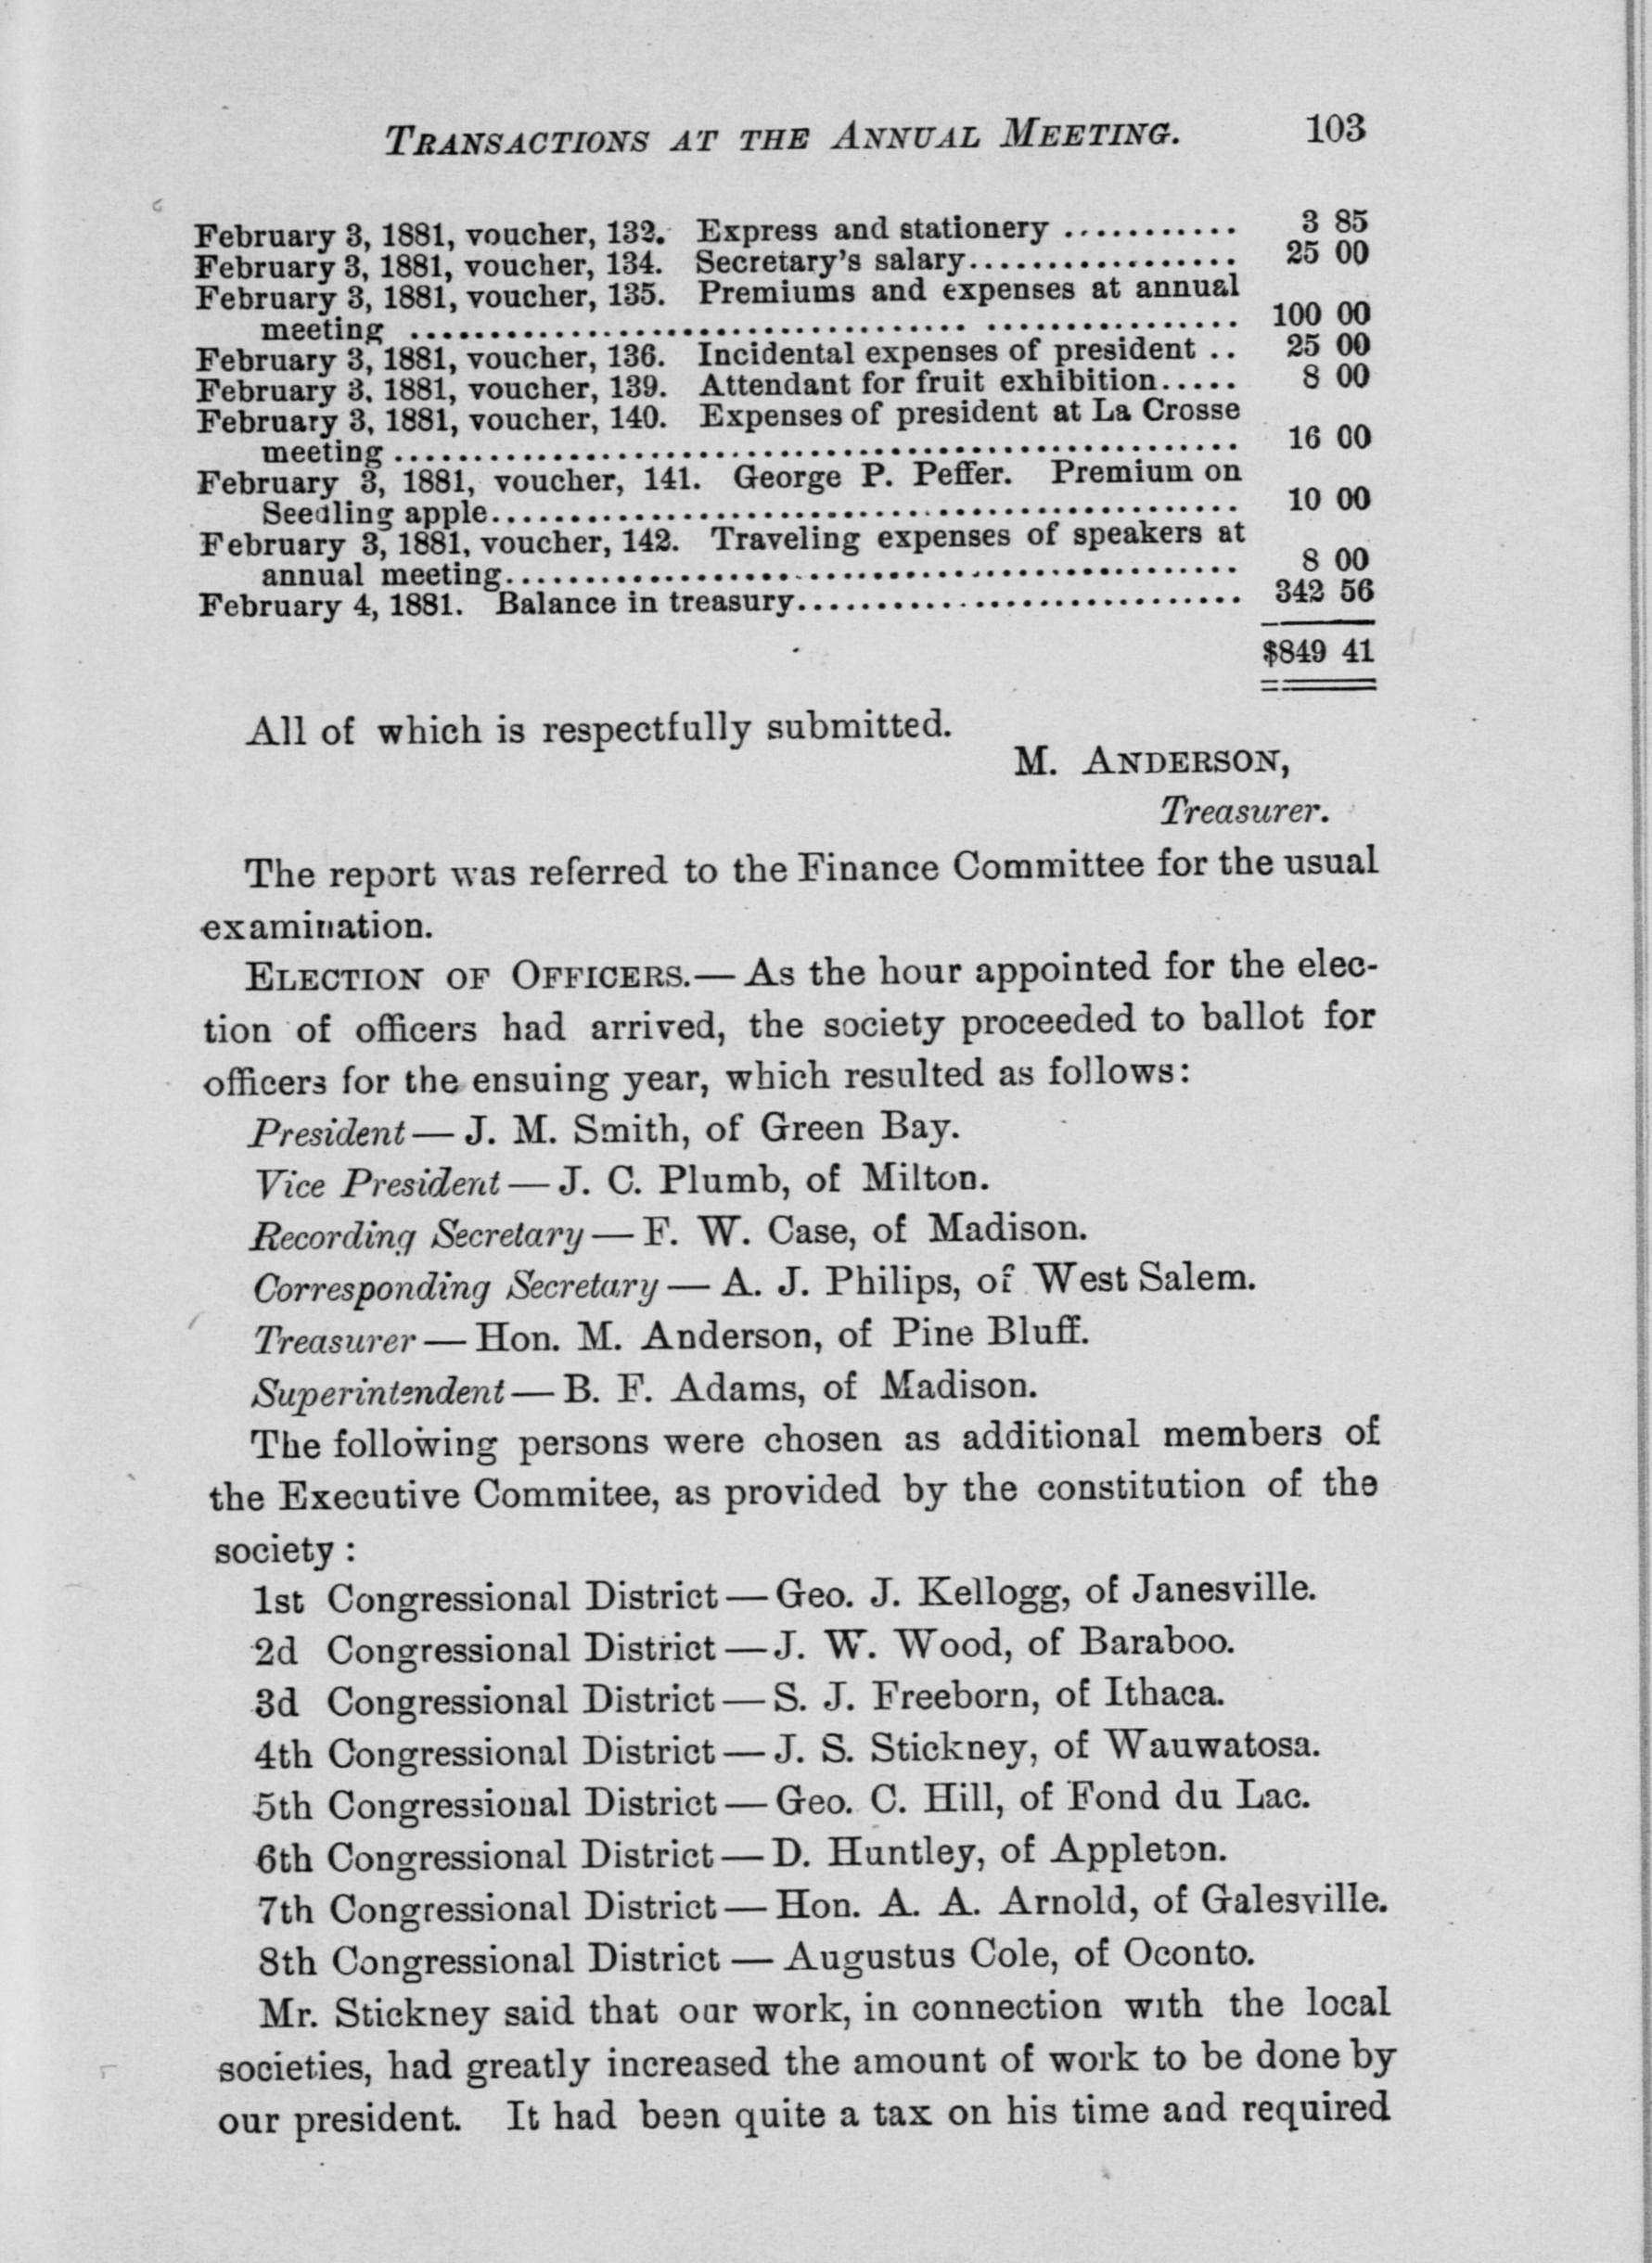 TRANSACTIONS AT THE ANNUAL MEETING. 103
February 3, 1881, voucher, 132. Express and stationery ........... 3 85
February 3, 1881, voucher, 134. Secretary's salary................. 25 00
February 3, 1881, voucher, 135. Premiums and expenses at annual
meeting .................................... ................ 100 00
February 3, 1881, voucher, 136. Incidental expenses of president .. 25 00
February 3, 1881, voucher, 139. Attendant for fruit exhibition..... 8 00
February 3, 1881, voucher, 140. Expenses of president at La Crosse
meeting ...................................................... 16 00
February 3, 1881, voucher, 141. George P. Peffer. Premium on
Seedling apple................................................ 10 00
February 3, 1881, voucher, 142. Traveling expenses of speakers at
annual meeting............................................... 8 00
February 4, 1881. Balance in treasury............................. 342 56
$849 41
All of which is respectfully submitted.
M. ANDERSON,
Treasurer.
The report was referred to the Finance Committee for the usual
examination.
ELECTION OF OFFICERS.— As the hour appointed for the elec-
tion of officers had arrived, the society proceeded to ballot for
officers for the ensuing year, which resulted as follows:
President — J. M. Smith, of Green Bay.
Vice President — J. C. Plumb, of Milton.
Recording Secretary — F. W. Case, of Madison.
Corresponding Secretary — A. J. Philips, of West Salem.
Treasurer — Hon. M. Anderson, of Pine Bluff.
Superintendent — B. F. Adams, of Madison.
The following persons were chosen as additional members of
the Executive Commitee, as provided by the constitution of the
society :
1st Congressional District — Geo. J. Kellogg, of Janesville.
2d Congressional District — J. W. Wood, of Baraboo.
3d Congressional District — S. J. Freeborn, of Ithaca.
4th Congressional District — J. S. Stickney, of Wauwatosa.
5th Congressional District — Geo. C. Hill, of Fond du Lac.
6th Congressional District — D. Huntley, of Appleton.
7th Congressional District — Hon. A. A. Arnold, of Galesville.
8th Congressional District — Augustus Cole, of Oconto.
Mr. Stickney said that our work, in connection with the local
societies, had greatly increased the amount of work to be done by
our president. It had been quite a tax on his time and required